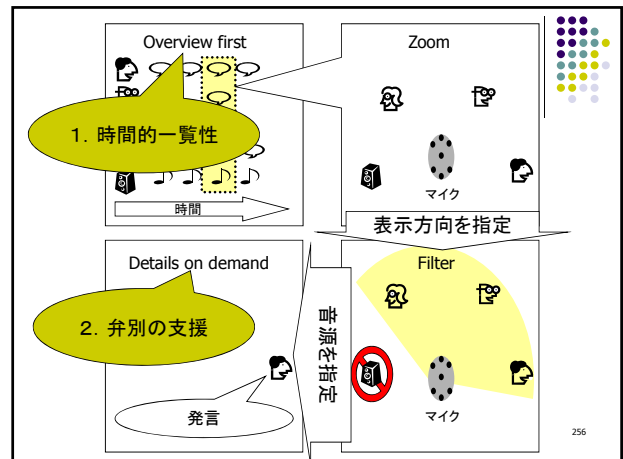 Overview first
1．時間的一覧性
時間
Zoom
マイク
表示方向を指定
Filter
マイク
音源を指定
Details on demand
2．弁別の支援
発言
256